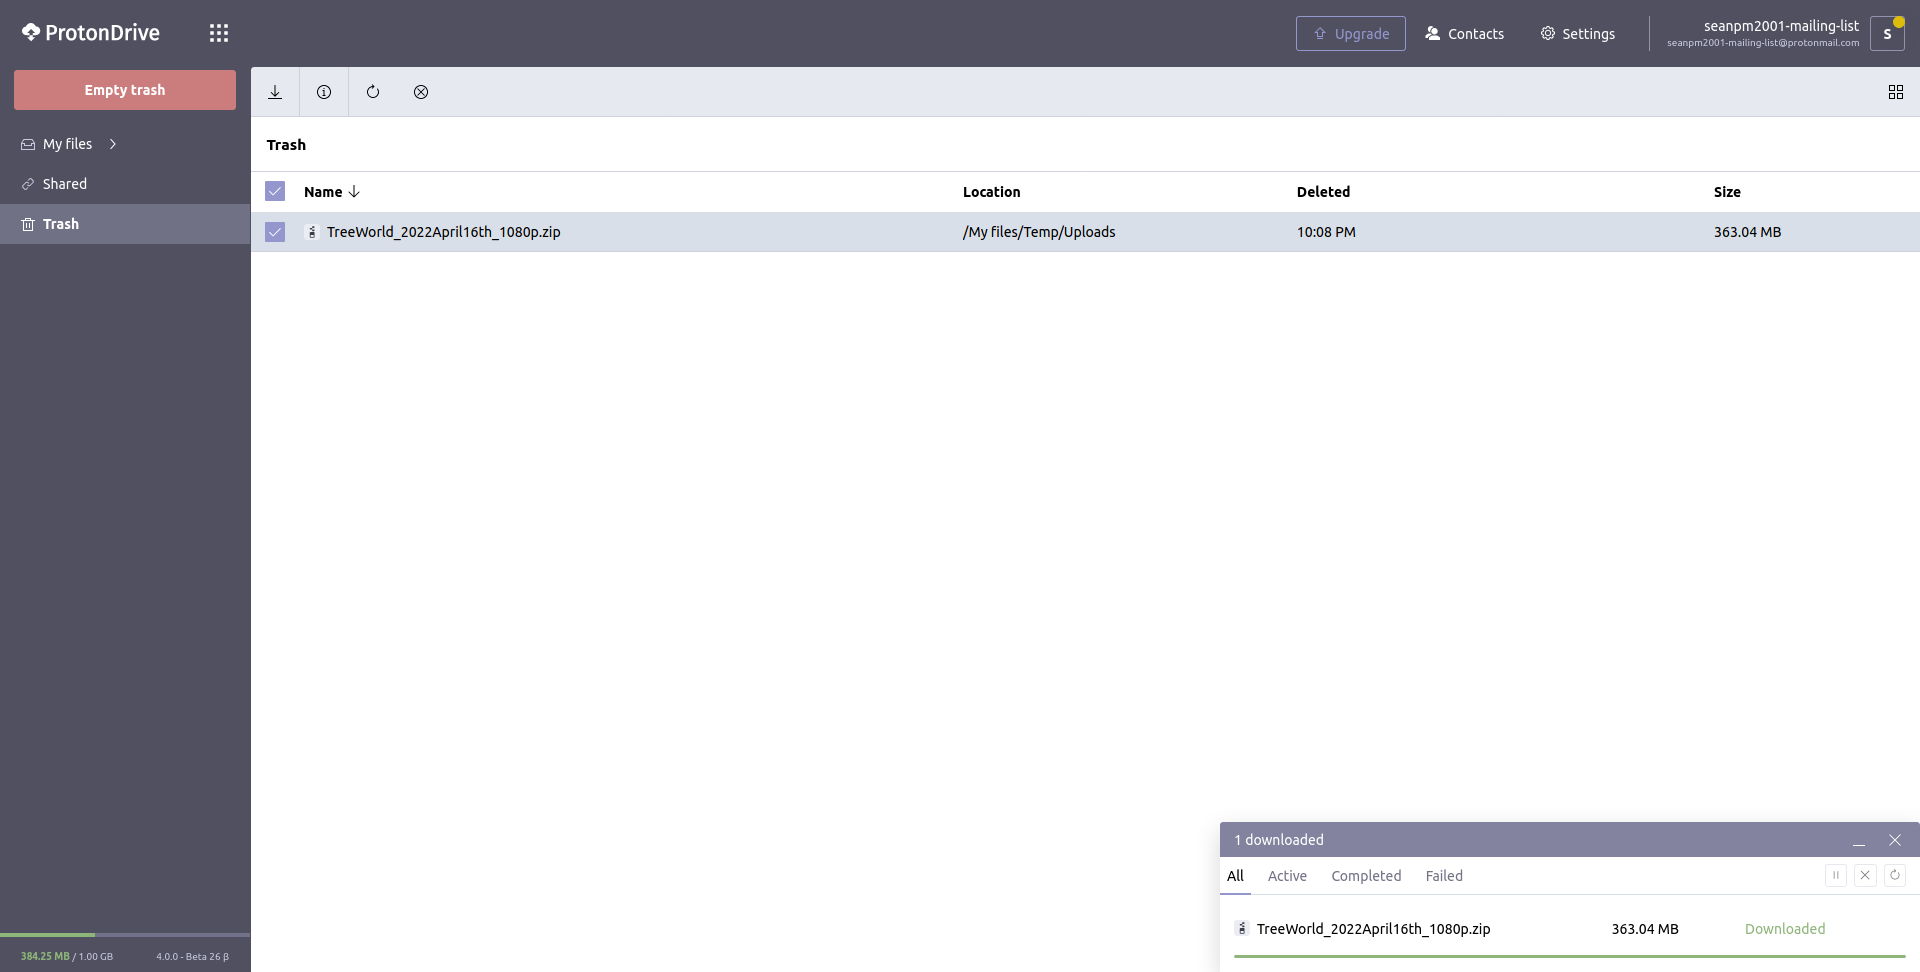 ProtonDrive
Upgrade
Contacts
Settings
seanpm2001-mailing-list
seanpm2001-mailing-list@protonmail.com
S
Empty trash
My files
Shared
Trash
Trash
Name Location Deleted Size
TreeWorld_2022April16th_1080p.zip /My files/Temp/Uploads 10:08 PM 363.04 MB
1 downloaded
All Active Completed Failed
TreeWorld_2022April16th_1080p.zip 363.04 MB Downloaded
384.25 MB / 1.00 GB 4.0.0 - Beta 26 β